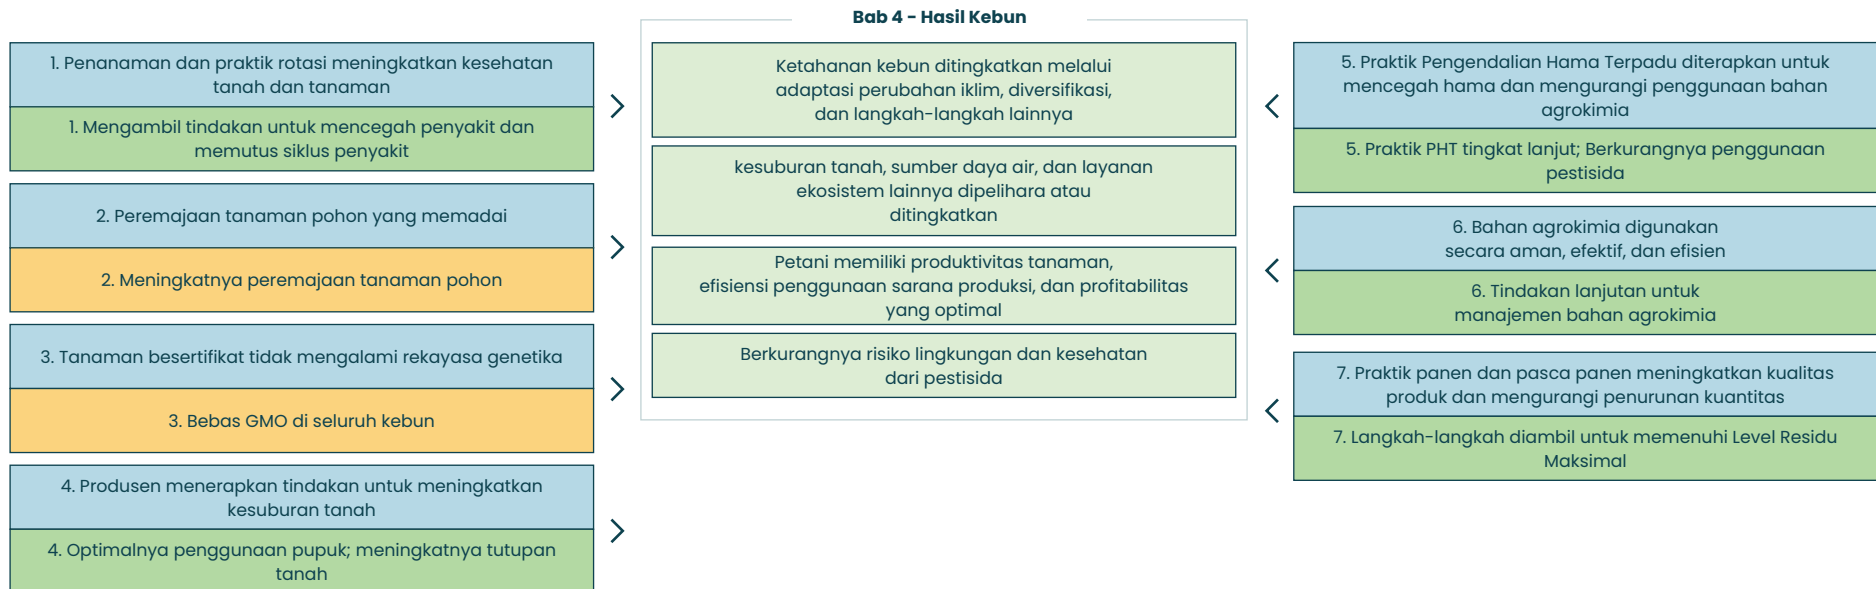 Bab 4 - Hasil Kebun
1. Penanaman dan praktik rotasi meningkatkan kesehatan
tanah dan tanaman
1. Mengambil tindakan untuk mencegah penyakit dan
memutus siklus penyakit
2. Peremajaan tanaman pohon yang memadai
2. Meningkatnya peremajaan tanaman pohon
3. Tanaman besertifikat tidak mengalami rekayasa genetika
3. Bebas GMO di seluruh kebun
4. Produsen menerapkan tindakan untuk meningkatkan
kesuburan tanah
4. Optimalnya penggunaan pupuk; meningkatnya tutupan
tanah
Ketahanan kebun ditingkatkan melalui
adaptasi perubahan iklim, diversifikasi,
dan langkah-langkah lainnya
kesuburan tanah, sumber daya air, dan layanan
ekosistem lainnya dipelihara atau
ditingkatkan
Petani memiliki produktivitas tanaman,
efisiensi penggunaan sarana produksi, dan profitabilitas
yang optimal
Berkurangnya risiko lingkungan dan kesehatan
dari pestisida
5. Praktik Pengendalian Hama Terpadu diterapkan untuk
mencegah hama dan mengurangi penggunaan bahan
agrokimia
5. Praktik PHT tingkat lanjut; Berkurangnya penggunaan
pestisida
6. Bahan agrokimia digunakan
secara aman, efektif, dan efisien
6. Tindakan lanjutan untuk
manajemen bahan agrokimia
7. Praktik panen dan pasca panen meningkatkan kualitas
produk dan mengurangi penurunan kuantitas
7. Langkah-langkah diambil untuk memenuhi Level Residu
Maksimal